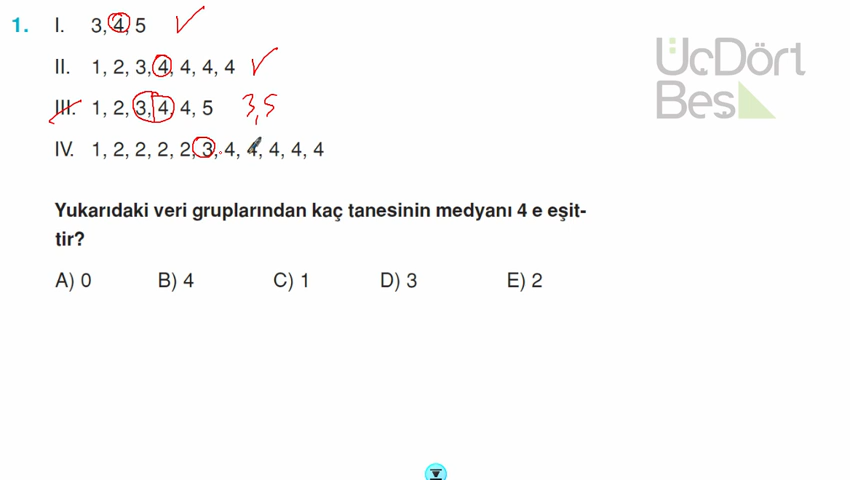 1. I. 3, 4, 5
II. 1, 2, 3, 4, 4, 4, 4
III. 1, 2, 3, 4, 4, 5 3,5
IV. 1, 2, 2, 2, 2, 3, 4, 4, 4, 4, 4
Yukarıdaki veri gruplarından kaç tanesinin medyanı 4 e eşit-
tir?
A) 0 B) 4 C) 1 D) 3 E) 2
ÜçDört
Beş